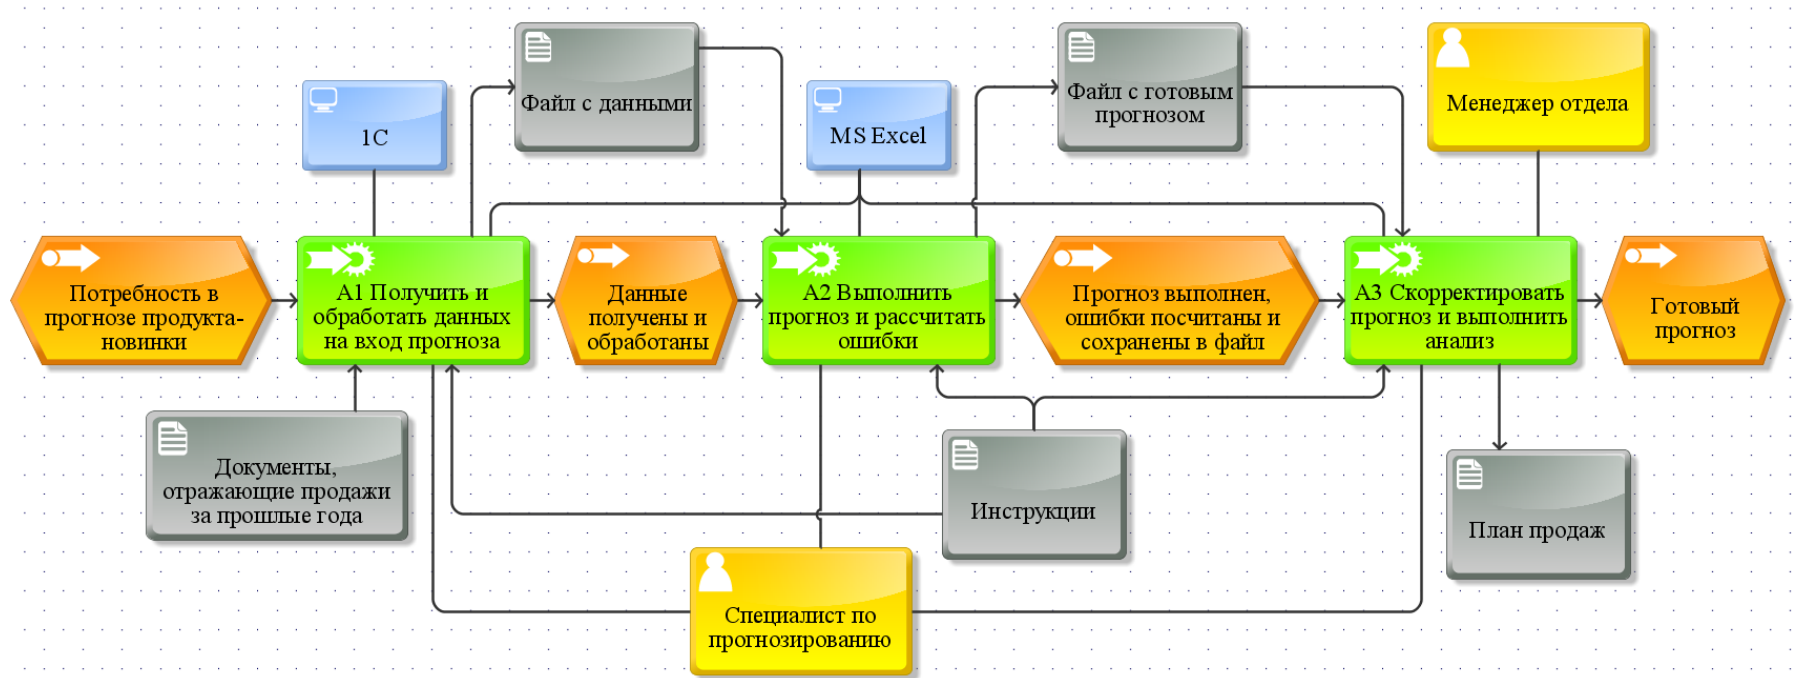 Файл с данными
Файл с готовым
прогнозом
Менеджер отдела
1С
MS Excel
Потребность в
прогнозе продукта-
новинки
А1 Получить и
обработать данных
на вход прогноза
Данные
получены и
обработаны
А2 Выполнить
прогноз и рассчитать
ошибки
Прогноз выполнен,
ошибки посчитаны и
сохранены в файл
А3 Скорректировать
прогноз и выполнить
анализ
Готовый
прогноз
Документы,
отражающие продажи
за прошлые года
Инструкции
План продаж
Специалист по
прогнозированию